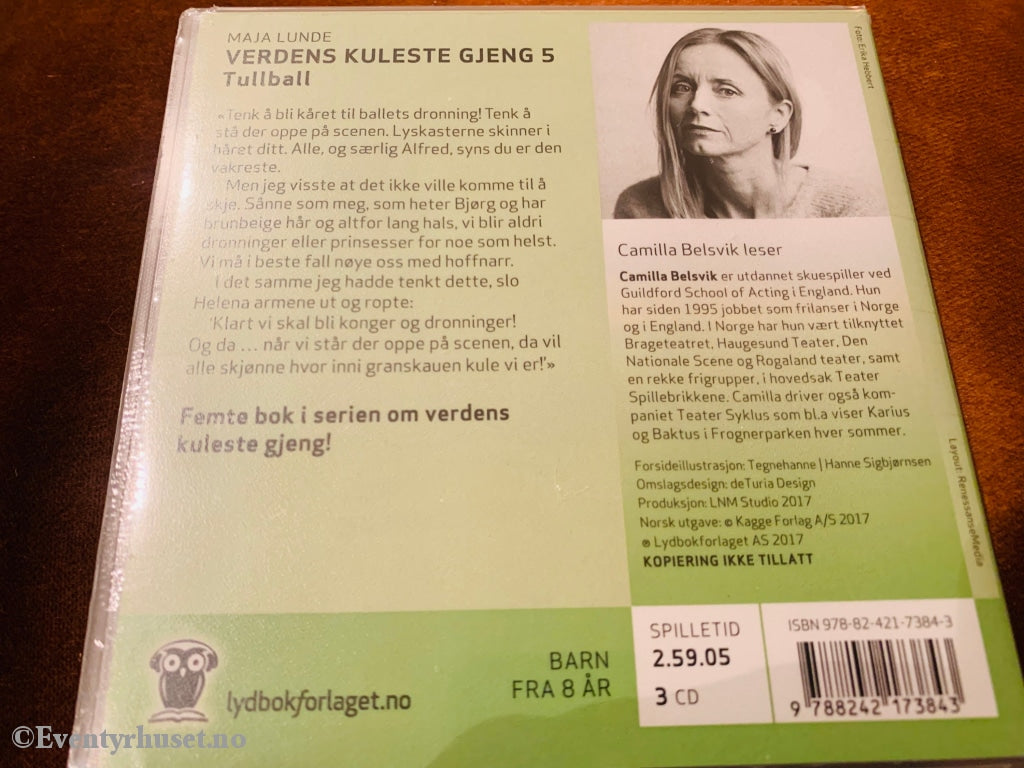 MAJA LUNDE
VERDENS KULESTE GJENG 5
Tullball
«Tenk å bli kåret til ballets dronning! Tenk å
stå der oppe på scenen. Lyskasterne skinner i
håret ditt. Alle, og særlig Alfred, syns du er den
vakreste.
Men jeg visste at det ikke ville komme til å
skje. Sånne som meg, som heter Bjørg og har
brunbeige hår og altfor lang hals, vi blir aldri
dronninger eller prinsesser for noe som helst.
Vi må i beste fall nøye oss med hoffnarr.
I det samme jeg hadde tenkt dette, slo
Helena armene ut og ropte:
'Klart vi skal bli konger og dronninger!
Og da ... når vi står der oppe på scenen, da vil
alle skjønne hvor inni granskauen kule vi er!'»
Femte bok i serien om verdens
kuleste gjeng!
Foto: Erika Hebbert
Camilla Belsvik leser
Camilla Belsvik er utdannet skuespiller ved
Guildford School of Acting i England. Hun
har siden 1995 jobbet som frilanser i Norge
og i England. I Norge har hun vært tilknyttet
Brageteatret, Haugesund Teater, Den
Nationale Scene og Rogaland teater, samt
en rekke frigrupper, i hovedsak Teater
Spillebrikkene. Camilla driver også kom-
paniet Teater Syklus som bl.a viser Karius
og Baktus i Frognerparken hver sommer.
Forsideillustrasjon: Tegnehanne | Hanne Sigbjørnsen
Omslagsdesign: deTuria Design
Produksjon: LNM Studio 2017
Norsk utgave: © Kagge Forlag A/S 2017
℗ Lydbokforlaget AS 2017
KOPIERING IKKE TILLATT
Layout: RenessanseMedia
lydbokforlaget.no
BARN
FRA 8 ÅR
SPILLETID
2.59.05
3 CD
ISBN 978-82-421-7384-3
9 788242 173843
©Eventyrhuset.no